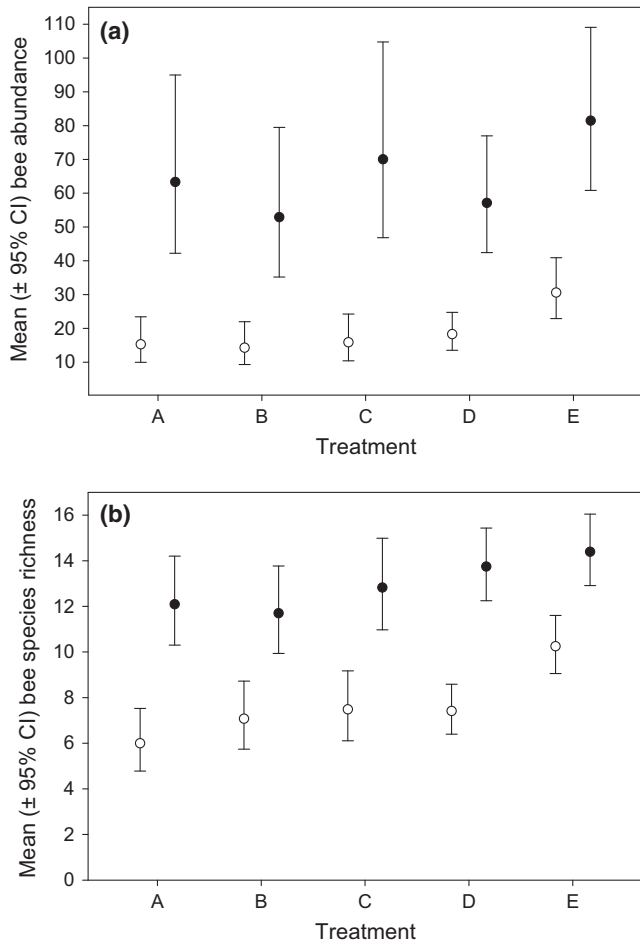 (a)
Mean (± 95% CI) bee abundance
110
100
90
80
70
60
50
40
30
20
10
A B C D E
Treatment
(b)
Mean (± 95% CI) bee species richness
16
14
12
10
8
6
4
2
0
A B C D E
Treatment